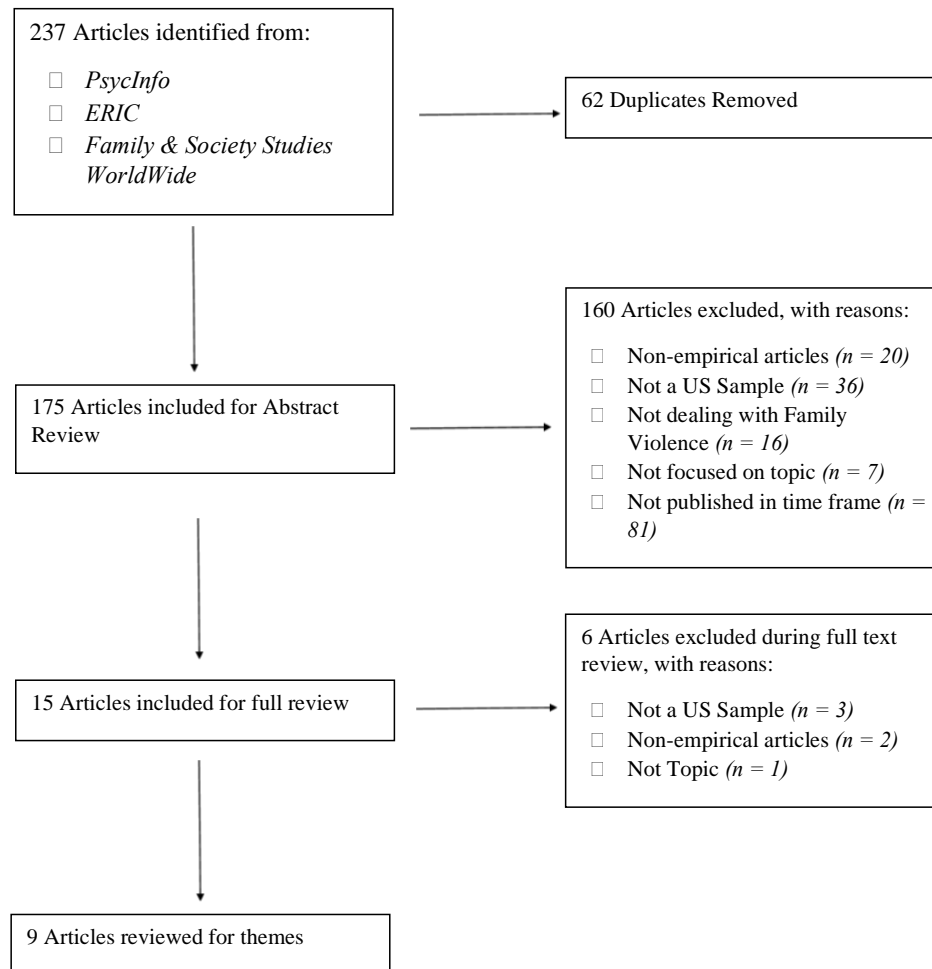 237 Articles identified from:
□ PsycInfo
□ ERIC
□ Family & Society Studies
WorldWide
62 Duplicates Removed
175 Articles included for Abstract
Review
160 Articles excluded, with reasons:
□ Non-empirical articles (n = 20)
□ Not a US Sample (n = 36)
□ Not dealing with Family
Violence (n = 16)
□ Not focused on topic (n = 7)
□ Not published in time frame (n =
81)
15 Articles included for full review
6 Articles excluded during full text
review, with reasons:
□ Not a US Sample (n = 3)
□ Non-empirical articles (n = 2)
□ Not Topic (n = 1)
9 Articles reviewed for themes